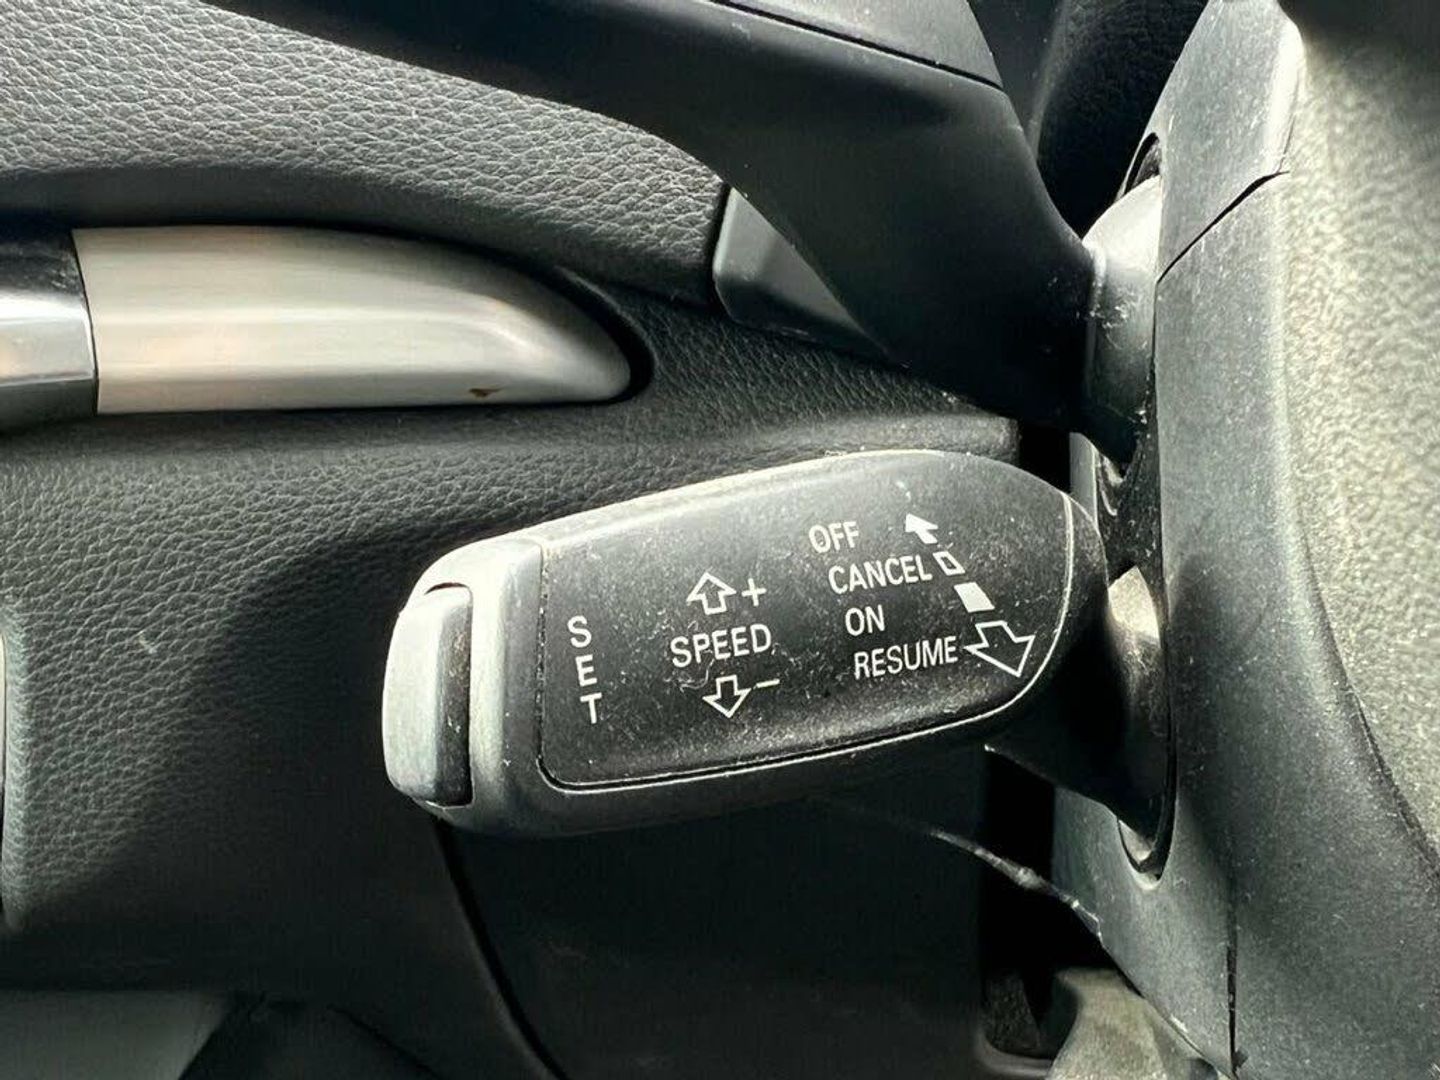 SET
+
SPEED
−
OFF
CANCEL
ON
RESUME